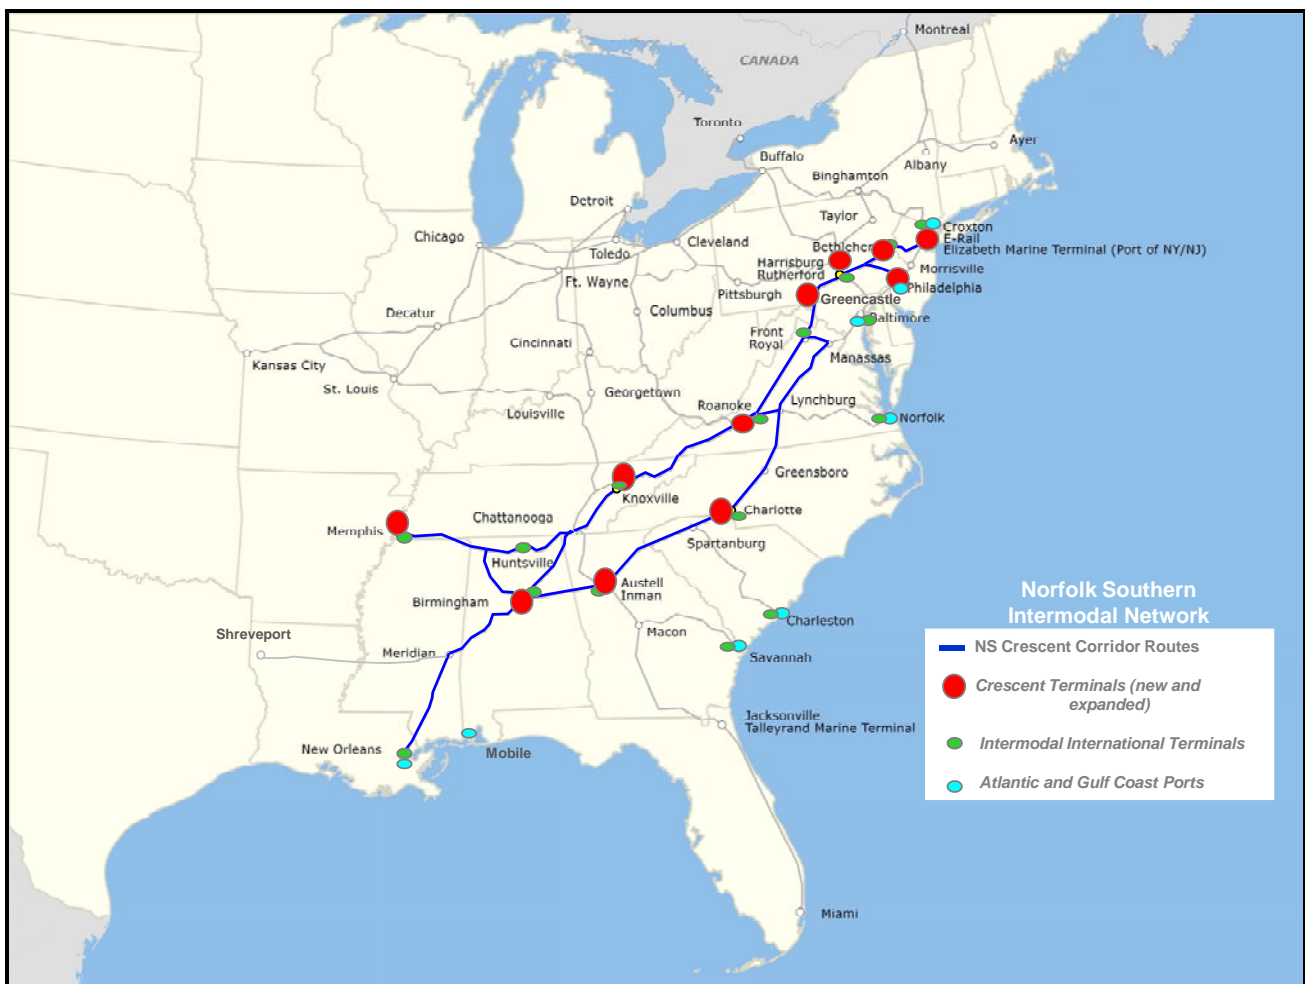 Montreal
CANADA
Toronto
Ayer
Buffalo
Albany
Binghamton
Detroit
Taylor
Croxton
Chicago
Cleveland
E-Rail
Toledo
Bethlehem
Elizabeth Marine Terminal (Port of NY/NJ)
Harrisburg
Rutherford
Morrisville
Ft. Wayne
Pittsburgh
Philadelphia
Greencastle
Decatur
Columbus
Baltimore
Front
Royal
Cincinnati
Manassas
Kansas City
St. Louis
Georgetown
Lynchburg
Roanoke
Louisville
Norfolk
Greensboro
Knoxville
Charlotte
Chattanooga
Memphis
Spartanburg
Huntsville
Austell
Inman
Birmingham
Charleston
Macon
Shreveport
Meridian
Savannah
Jacksonville
Talleyrand Marine Terminal
New Orleans
Mobile
Miami
Norfolk Southern
Intermodal Network
NS Crescent Corridor Routes
Crescent Terminals (new and
expanded)
Intermodal International Terminals
Atlantic and Gulf Coast Ports